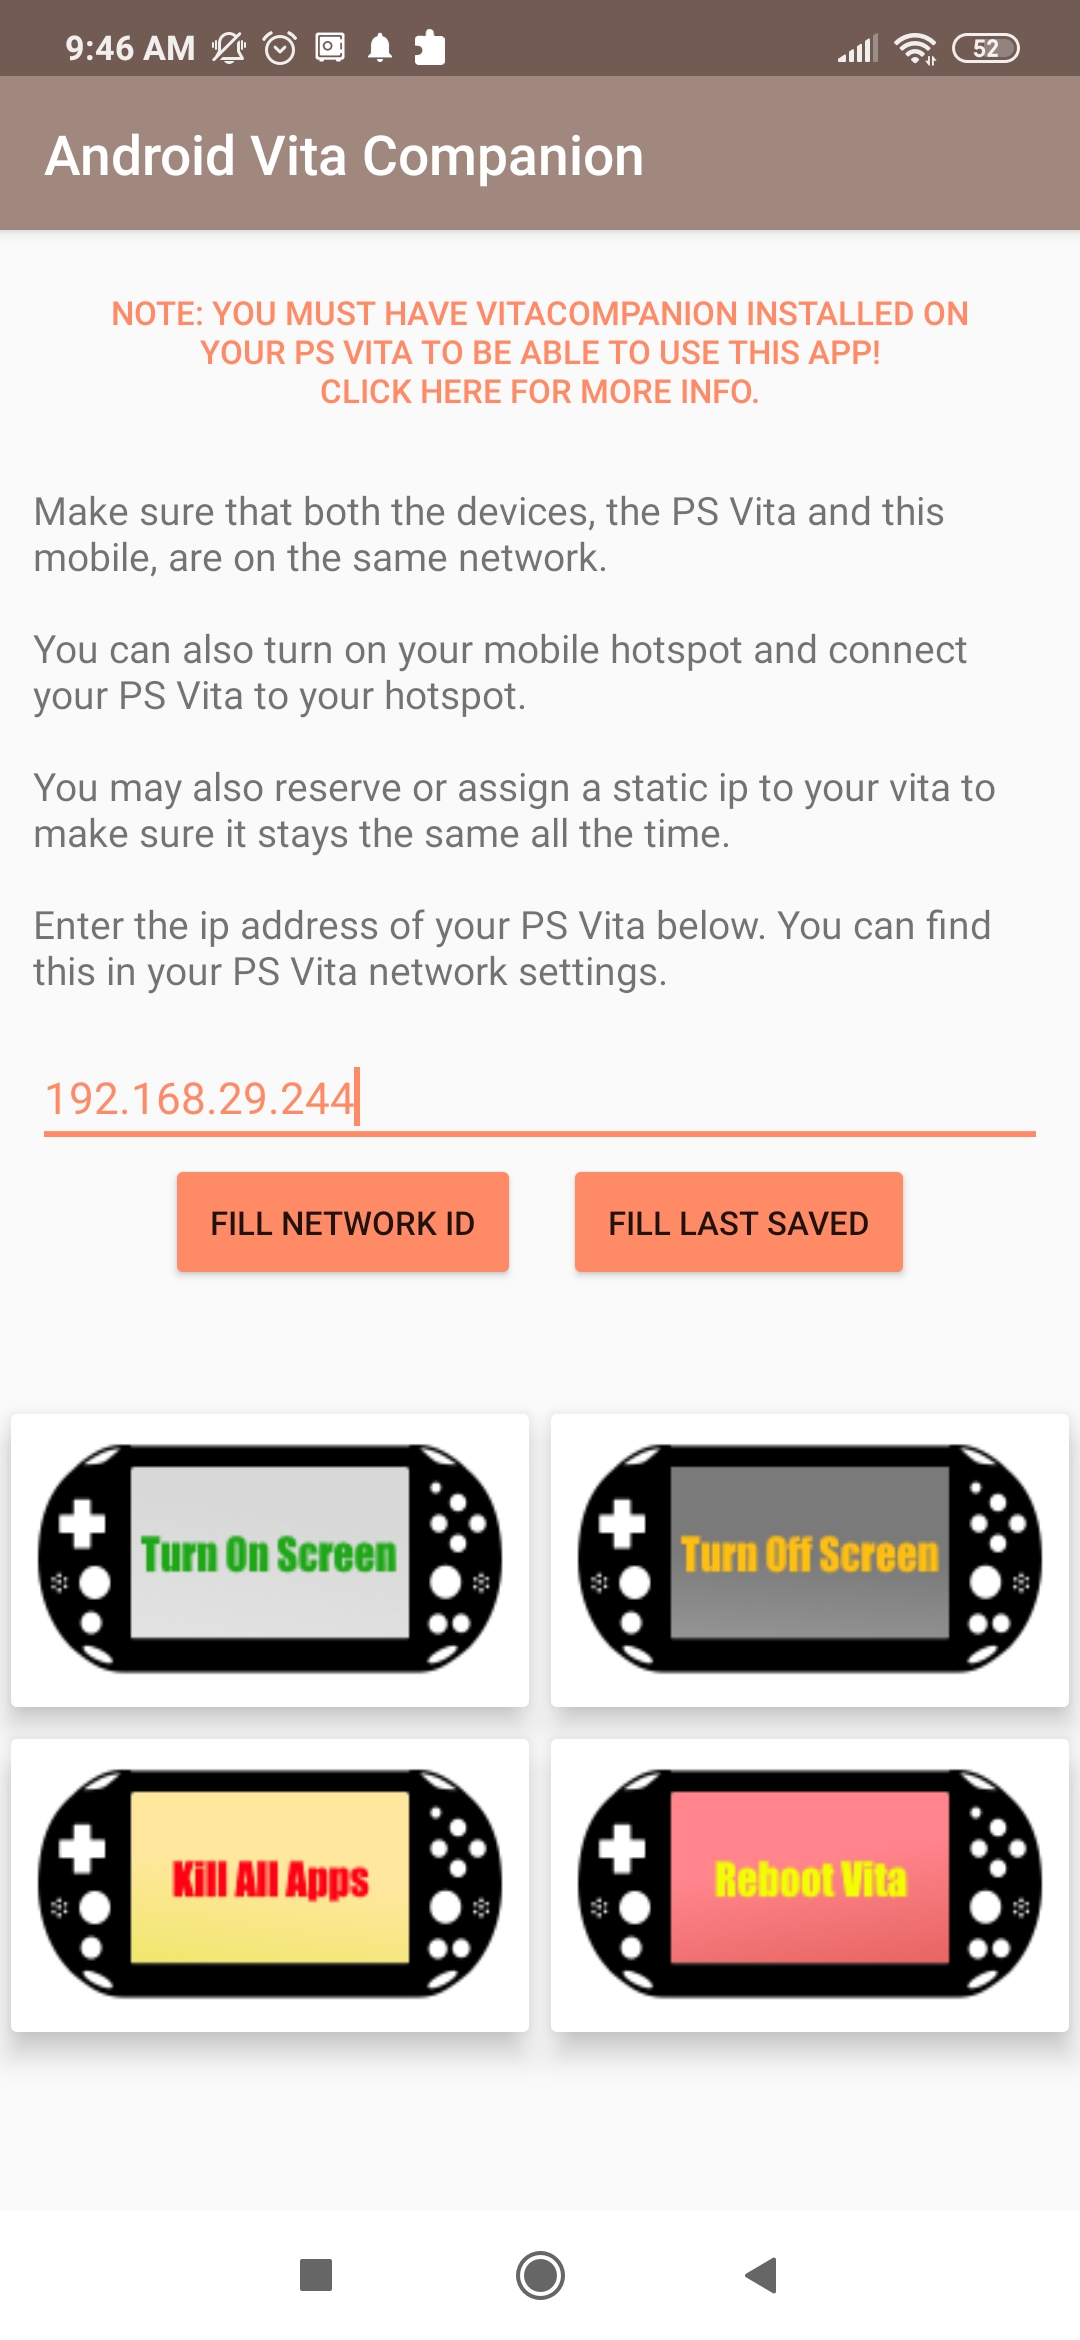 9:46 AM
52
Android Vita Companion
NOTE: YOU MUST HAVE VITACOMPANION INSTALLED ON
YOUR PS VITA TO BE ABLE TO USE THIS APP!
CLICK HERE FOR MORE INFO.
Make sure that both the devices, the PS Vita and this
mobile, are on the same network.
You can also turn on your mobile hotspot and connect
your PS Vita to your hotspot.
You may also reserve or assign a static ip to your vita to
make sure it stays the same all the time.
Enter the ip address of your PS Vita below. You can find
this in your PS Vita network settings.
192.168.29.244
FILL NETWORK ID
FILL LAST SAVED
Turn On Screen
Turn Off Screen
Kill All Apps
Reboot Vita